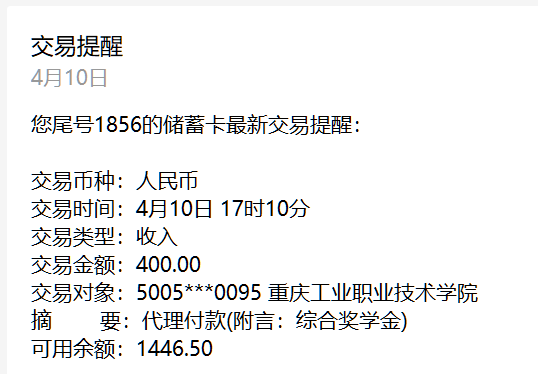 交易提醒
4月10日
您尾号1856的储蓄卡最新交易提醒：
交易币种：人民币
交易时间：4月10日 17时10分
交易类型：收入
交易金额：400.00
交易对象：5005***0095 重庆工业职业技术学院
摘　　要：代理付款(附言：综合奖学金)
可用余额：1446.50